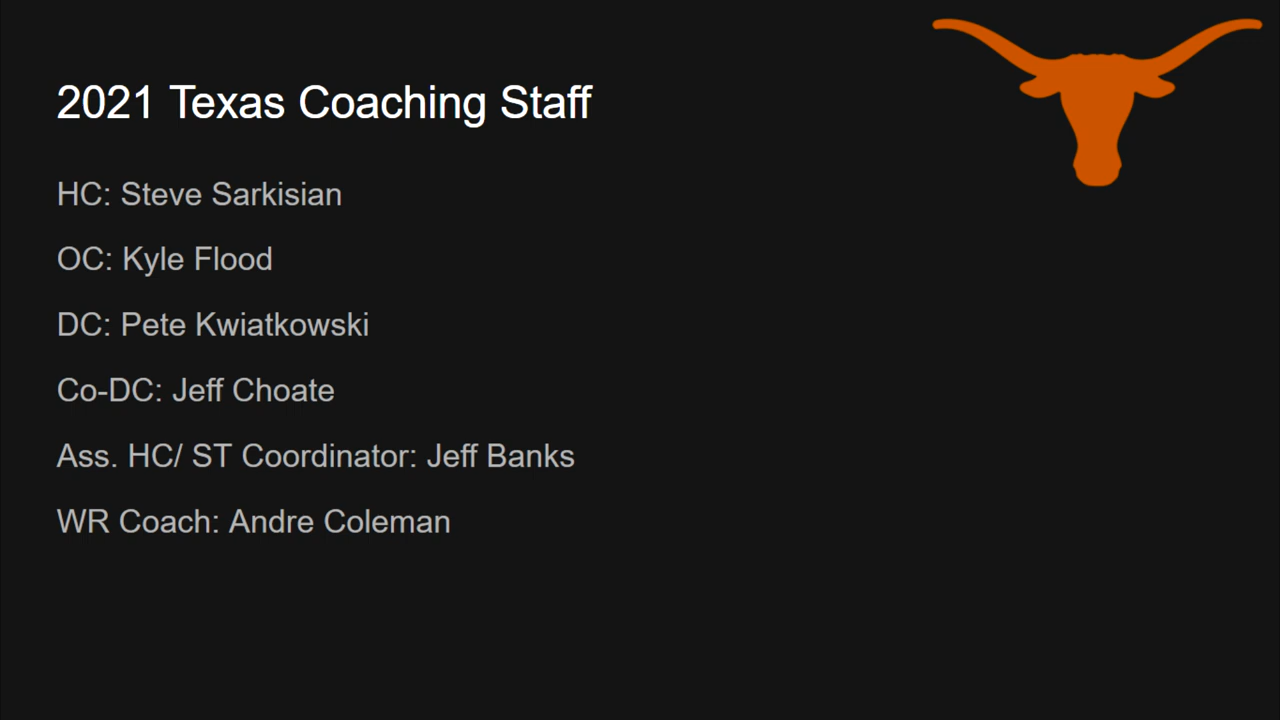 2021 Texas Coaching Staff
HC: Steve Sarkisian
OC: Kyle Flood
DC: Pete Kwiatkowski
Co-DC: Jeff Choate
Ass. HC/ ST Coordinator: Jeff Banks
WR Coach: Andre Coleman